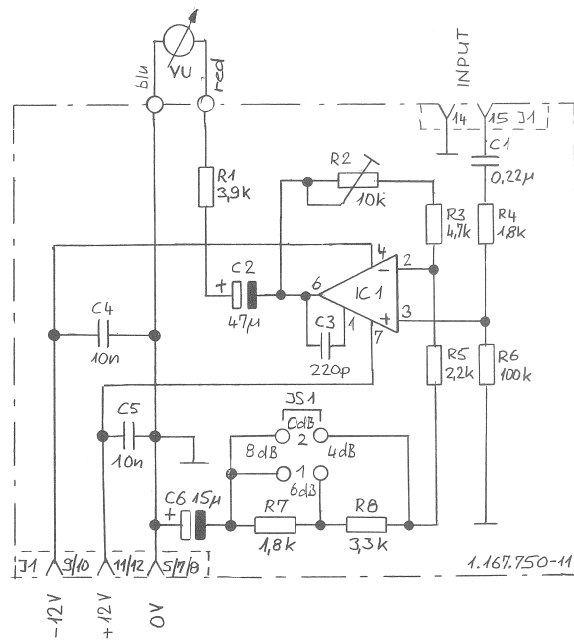 VU
blu
red
INPUT
14
15 J1
C1
0,22µ
R1
3,9k
R2
10k
R3
4,7k
R4
1,8k
4
2
6
IC 1
3
1
7
+
C2
47µ
C3
220p
C4
10n
R5
2,2k
R6
100k
JS1
0dB
2
8dB
4dB
1
6dB
C5
10n
+
C6 15µ
R7
1,8k
R8
3,3k
J1
9/10
11/12
5/7/8
1.167.750-11
-12V
+12V
0V